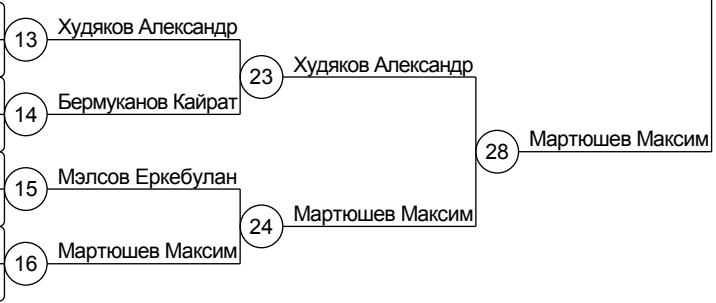 13 Худяков Александр
23 Худяков Александр
14 Бермуканов Кайрат
28 Мартюшев Максим
15 Мэлсов Еркебулан
24 Мартюшев Максим
16 Мартюшев Максим